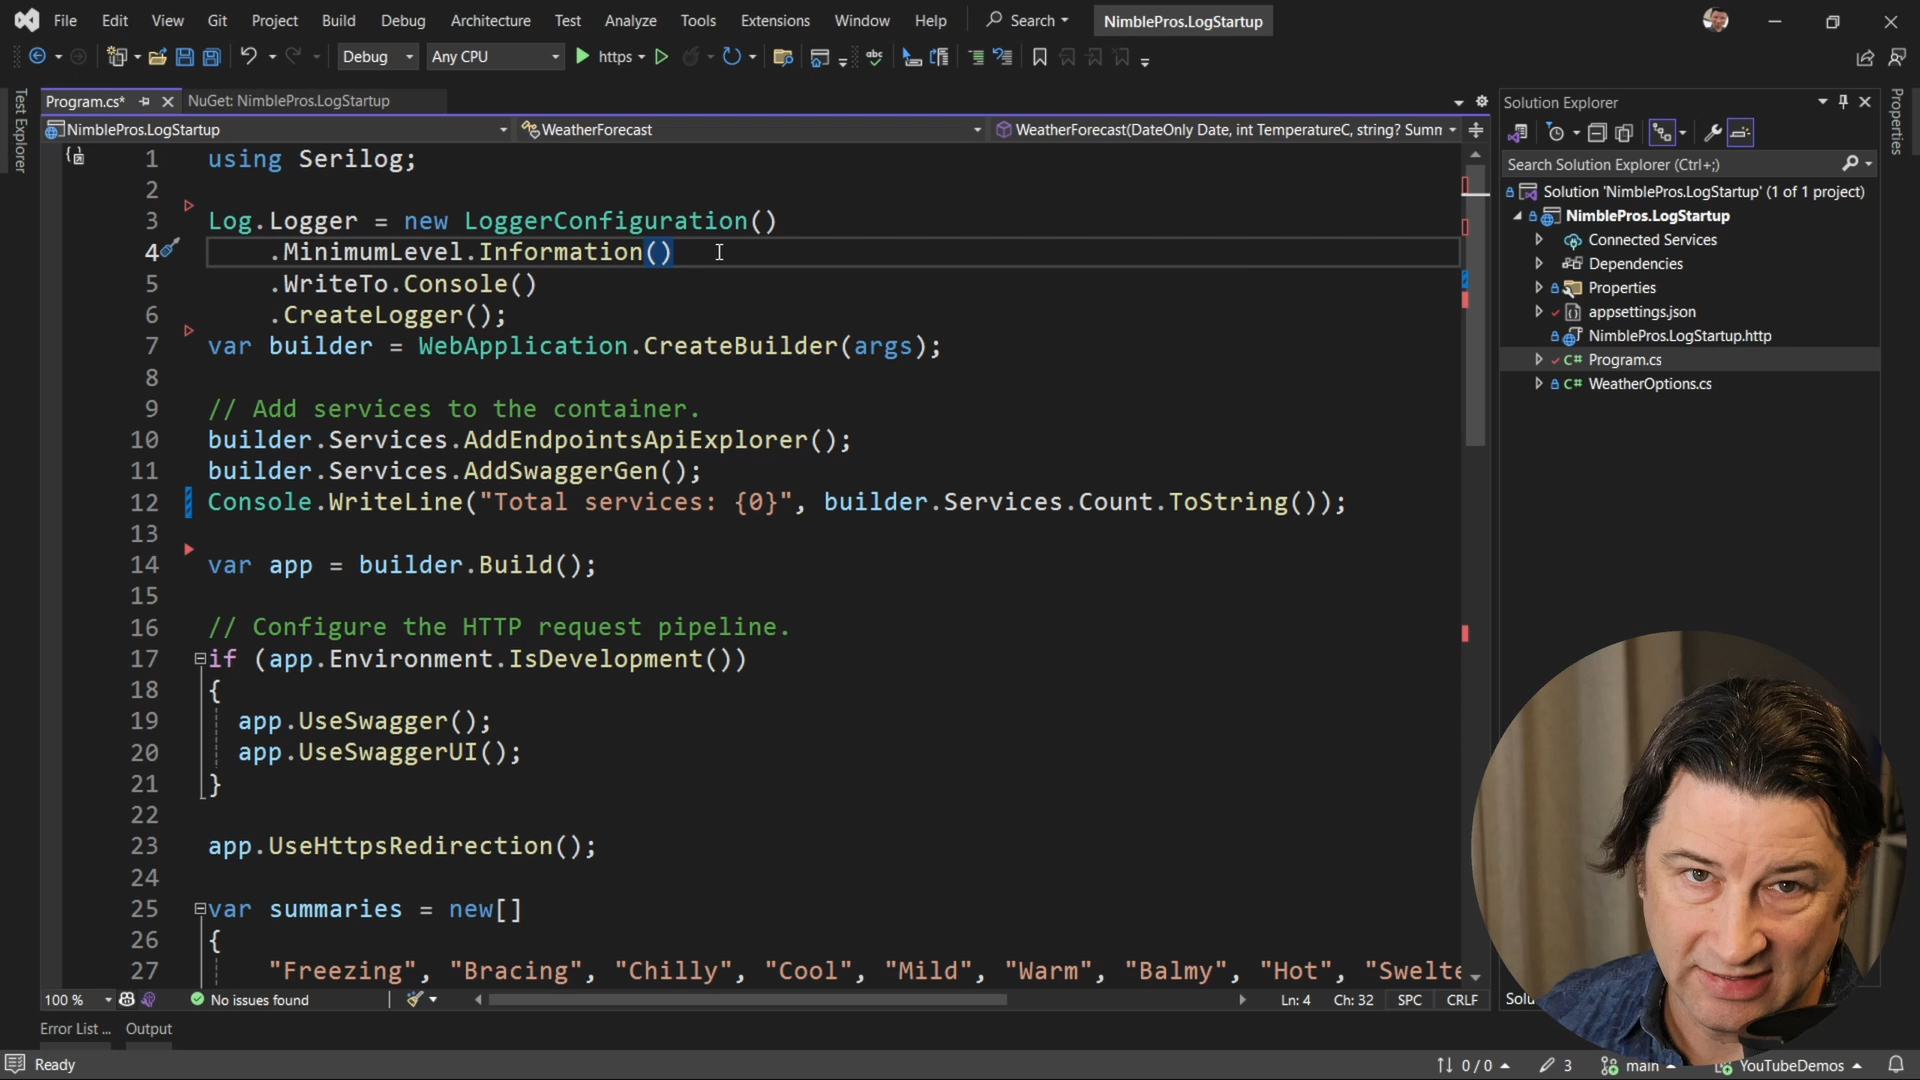 File Edit View Git Project Build Debug Architecture Test Analyze Tools Extensions Window Help Search NimblePros.LogStartup
Debug Any CPU https
Test Explorer
Program.cs* NuGet: NimblePros.LogStartup
NimblePros.LogStartup WeatherForecast WeatherForecast(DateOnly Date, int TemperatureC, string? Summ
1 using Serilog;
2
3 Log.Logger = new LoggerConfiguration()
4 .MinimumLevel.Information()
5 .WriteTo.Console()
6 .CreateLogger();
7 var builder = WebApplication.CreateBuilder(args);
8
9 // Add services to the container.
10 builder.Services.AddEndpointsApiExplorer();
11 builder.Services.AddSwaggerGen();
12 Console.WriteLine("Total services: {0}", builder.Services.Count.ToString());
13
14 var app = builder.Build();
15
16 // Configure the HTTP request pipeline.
17 if (app.Environment.IsDevelopment())
18 {
19 app.UseSwagger();
20 app.UseSwaggerUI();
21 }
22
23 app.UseHttpsRedirection();
24
25 var summaries = new[]
26 {
27 "Freezing", "Bracing", "Chilly", "Cool", "Mild", "Warm", "Balmy", "Hot", "Swelte
100 % No issues found Ln: 4 Ch: 32 SPC CRLF
Error List ... Output
Solution Explorer
Search Solution Explorer (Ctrl+;)
Solution 'NimblePros.LogStartup' (1 of 1 project)
NimblePros.LogStartup
Connected Services
Dependencies
Properties
appsettings.json
NimblePros.LogStartup.http
Program.cs
WeatherOptions.cs
Properties
Solu
Ready 0 / 0 3 main YouTubeDemos